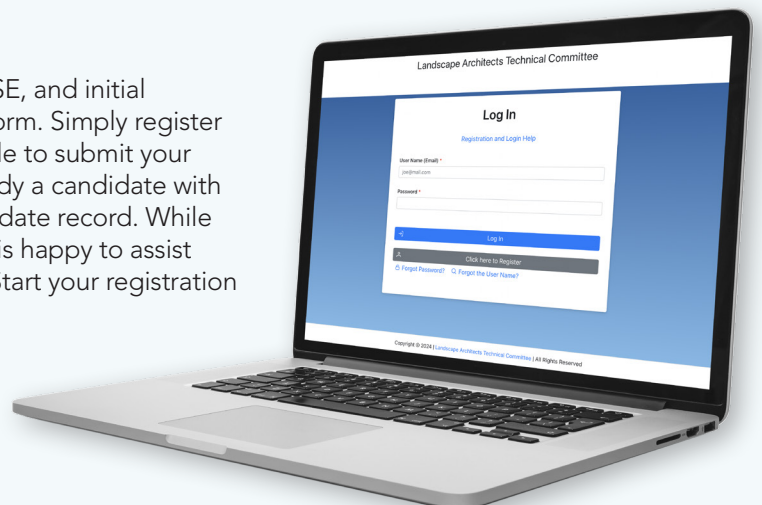 SE, and initial
orm. Simply register
le to submit your
dy a candidate with
date record. While
is happy to assist
Start your registration
Landscape Architects Technical Committee
Log In
Registration and Login Help
User Name (Email) *
joe@mail.com
Password *
Log In
Click here to Register
Forgot Password? Forgot the User Name?
Copyright © 2024 | Landscape Architects Technical Committee | All Rights Reserved